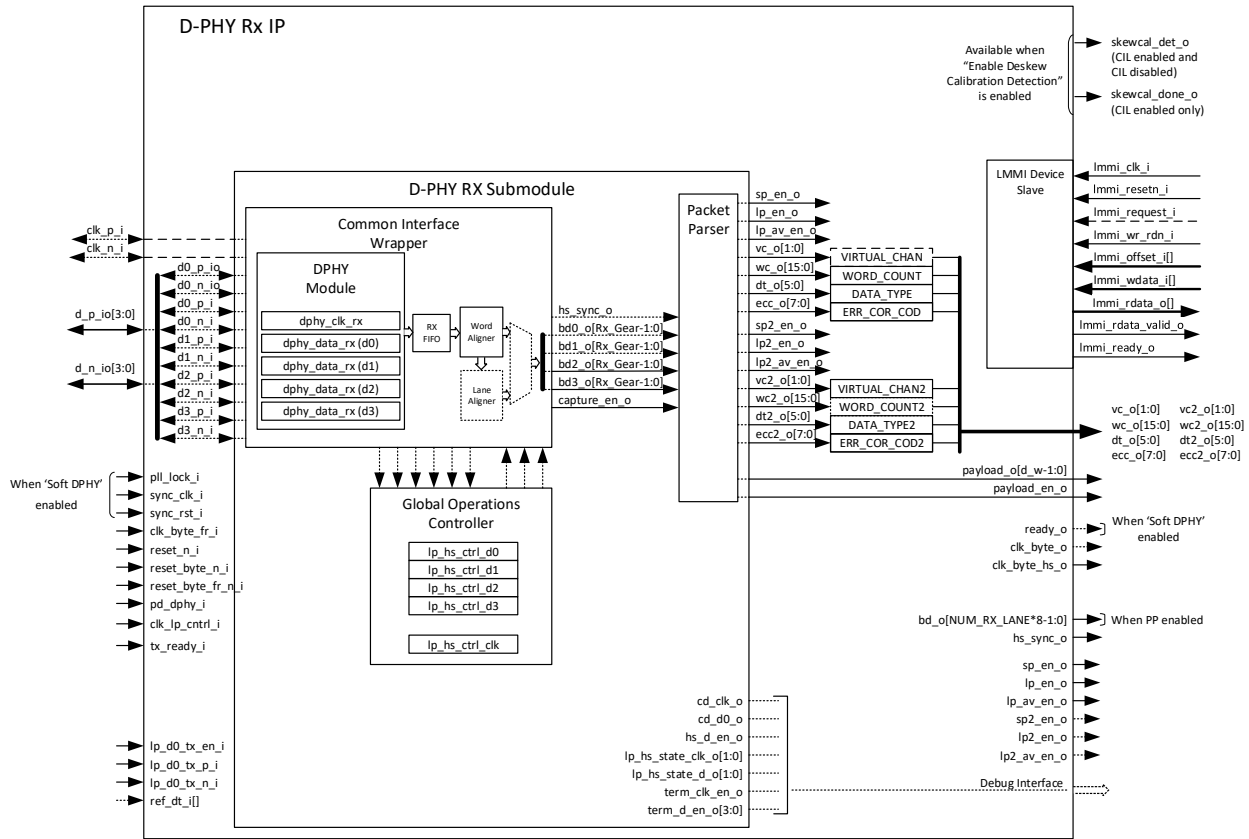 D-PHY Rx IP
Available when
“Enable Deskew
Calibration Detection”
is enabled
skewcal_det_o
(CIL enabled and
CIL disabled)
skewcal_done_o
(CIL enabled only)
D-PHY RX Submodule
Common Interface
Wrapper
DPHY
Module
dphy_clk_rx
dphy_data_rx (d0)
dphy_data_rx (d1)
dphy_data_rx (d2)
dphy_data_rx (d3)
RX
FIFO
Word
Aligner
Lane
Aligner
clk_p_i
clk_n_i
d0_p_io
d0_n_io
d0_p_i
d0_n_i
d1_p_i
d1_n_i
d2_p_i
d2_n_i
d3_p_i
d3_n_i
d_p_io[3:0]
d_n_io[3:0]
hs_sync_o
bd0_o[Rx_Gear-1:0]
bd1_o[Rx_Gear-1:0]
bd2_o[Rx_Gear-1:0]
bd3_o[Rx_Gear-1:0]
capture_en_o
Packet
Parser
sp_en_o
lp_en_o
lp_av_en_o
vc_o[1:0]
wc_o[15:0]
dt_o[5:0]
ecc_o[7:0]
sp2_en_o
lp2_en_o
lp2_av_en_o
vc2_o[1:0]
wc2_o[15:0]
dt2_o[5:0]
ecc2_o[7:0]
VIRTUAL_CHAN
WORD_COUNT
DATA_TYPE
ERR_COR_COD
VIRTUAL_CHAN2
WORD_COUNT2
DATA_TYPE2
ERR_COR_COD2
LMMI Device
Slave
lmmi_clk_i
lmmi_resetn_i
lmmi_request_i
lmmi_wr_rdn_i
lmmi_offset_i[]
lmmi_wdata_i[]
lmmi_rdata_o[]
lmmi_rdata_valid_o
lmmi_ready_o
vc_o[1:0] vc2_o[1:0]
wc_o[15:0] wc2_o[15:0]
dt_o[5:0] dt2_o[5:0]
ecc_o[7:0] ecc2_o[7:0]
payload_o[d_w-1:0]
payload_en_o
When ‘Soft DPHY’
enabled
pll_lock_i
sync_clk_i
sync_rst_i
clk_byte_fr_i
reset_n_i
reset_byte_n_i
reset_byte_fr_n_i
pd_dphy_i
clk_lp_cntrl_i
tx_ready_i
Global Operations
Controller
lp_hs_ctrl_d0
lp_hs_ctrl_d1
lp_hs_ctrl_d2
lp_hs_ctrl_d3
lp_hs_ctrl_clk
ready_o
clk_byte_o
clk_byte_hs_o
When ‘Soft DPHY’
enabled
bd_o[NUM_RX_LANE*8-1:0]
hs_sync_o
When PP enabled
sp_en_o
lp_en_o
lp_av_en_o
sp2_en_o
lp2_en_o
lp2_av_en_o
cd_clk_o
cd_d0_o
hs_d_en_o
lp_hs_state_clk_o[1:0]
lp_hs_state_d_o[1:0]
term_clk_en_o
term_d_en_o[3:0]
Debug Interface
lp_d0_tx_en_i
lp_d0_tx_p_i
lp_d0_tx_n_i
ref_dt_i[]